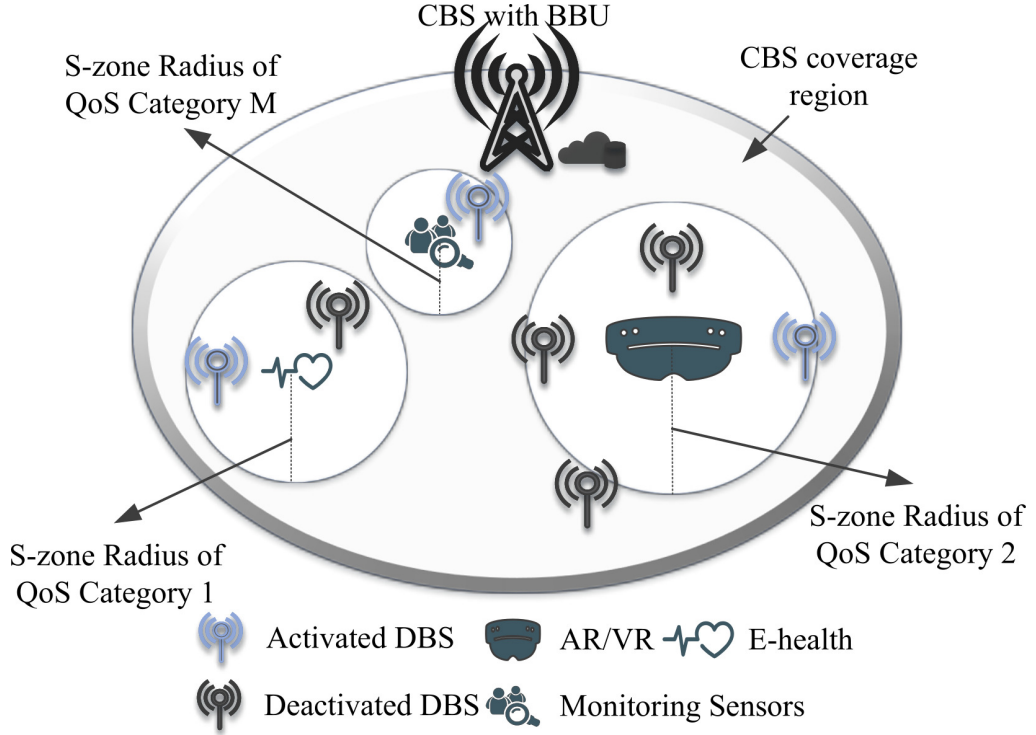 CBS with BBU
S-zone Radius of
QoS Category M
CBS coverage
region
S-zone Radius of
QoS Category 2
S-zone Radius of
QoS Category 1
Activated DBS
AR/VR
E-health
Deactivated DBS
Monitoring Sensors